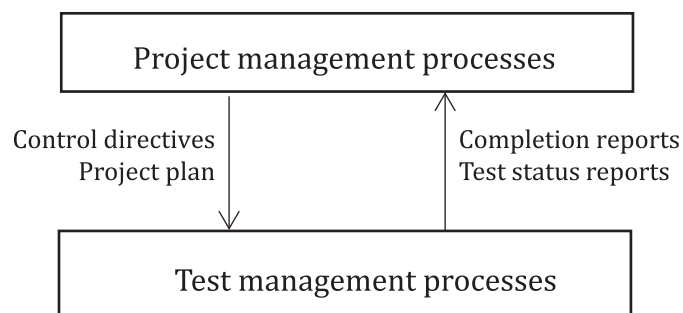 Project management processes
Control directives
Project plan
Completion reports
Test status reports
Test management processes